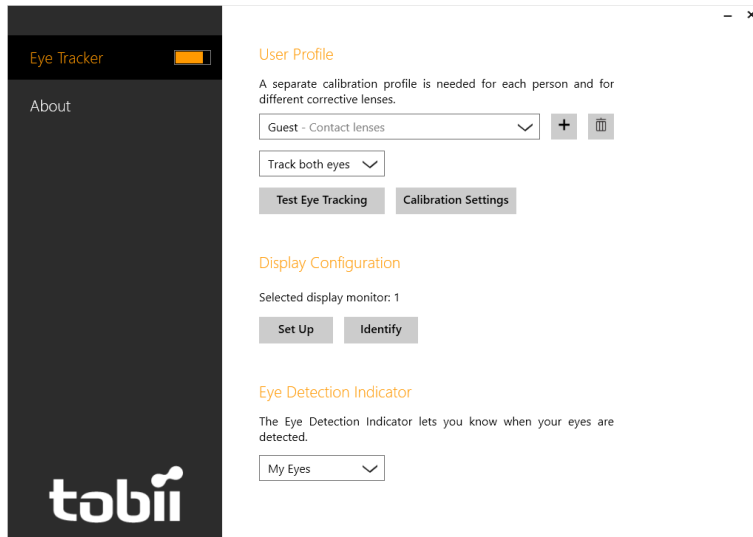 Eye Tracker
About
tobii
User Profile
A separate calibration profile is needed for each person and for
different corrective lenses.
Guest - Contact lenses
Track both eyes
Test Eye Tracking
Calibration Settings
Display Configuration
Selected display monitor: 1
Set Up
Identify
Eye Detection Indicator
The Eye Detection Indicator lets you know when your eyes are
detected.
My Eyes